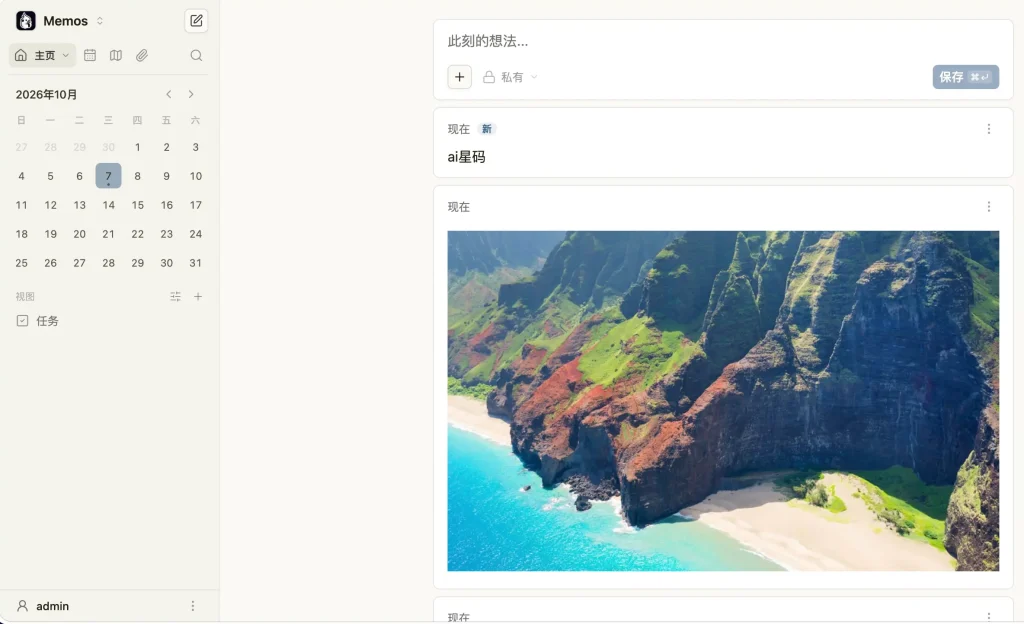 Memos
主页
2026年10月
日 一 二 三 四 五 六
27 28 29 30 1 2 3
4 5 6 7 8 9 10
11 12 13 14 15 16 17
18 19 20 21 22 23 24
25 26 27 28 29 30 31
视图
任务
admin
此刻的想法...
私有
保存 ⌘↵
现在 新
ai星码
现在
现在